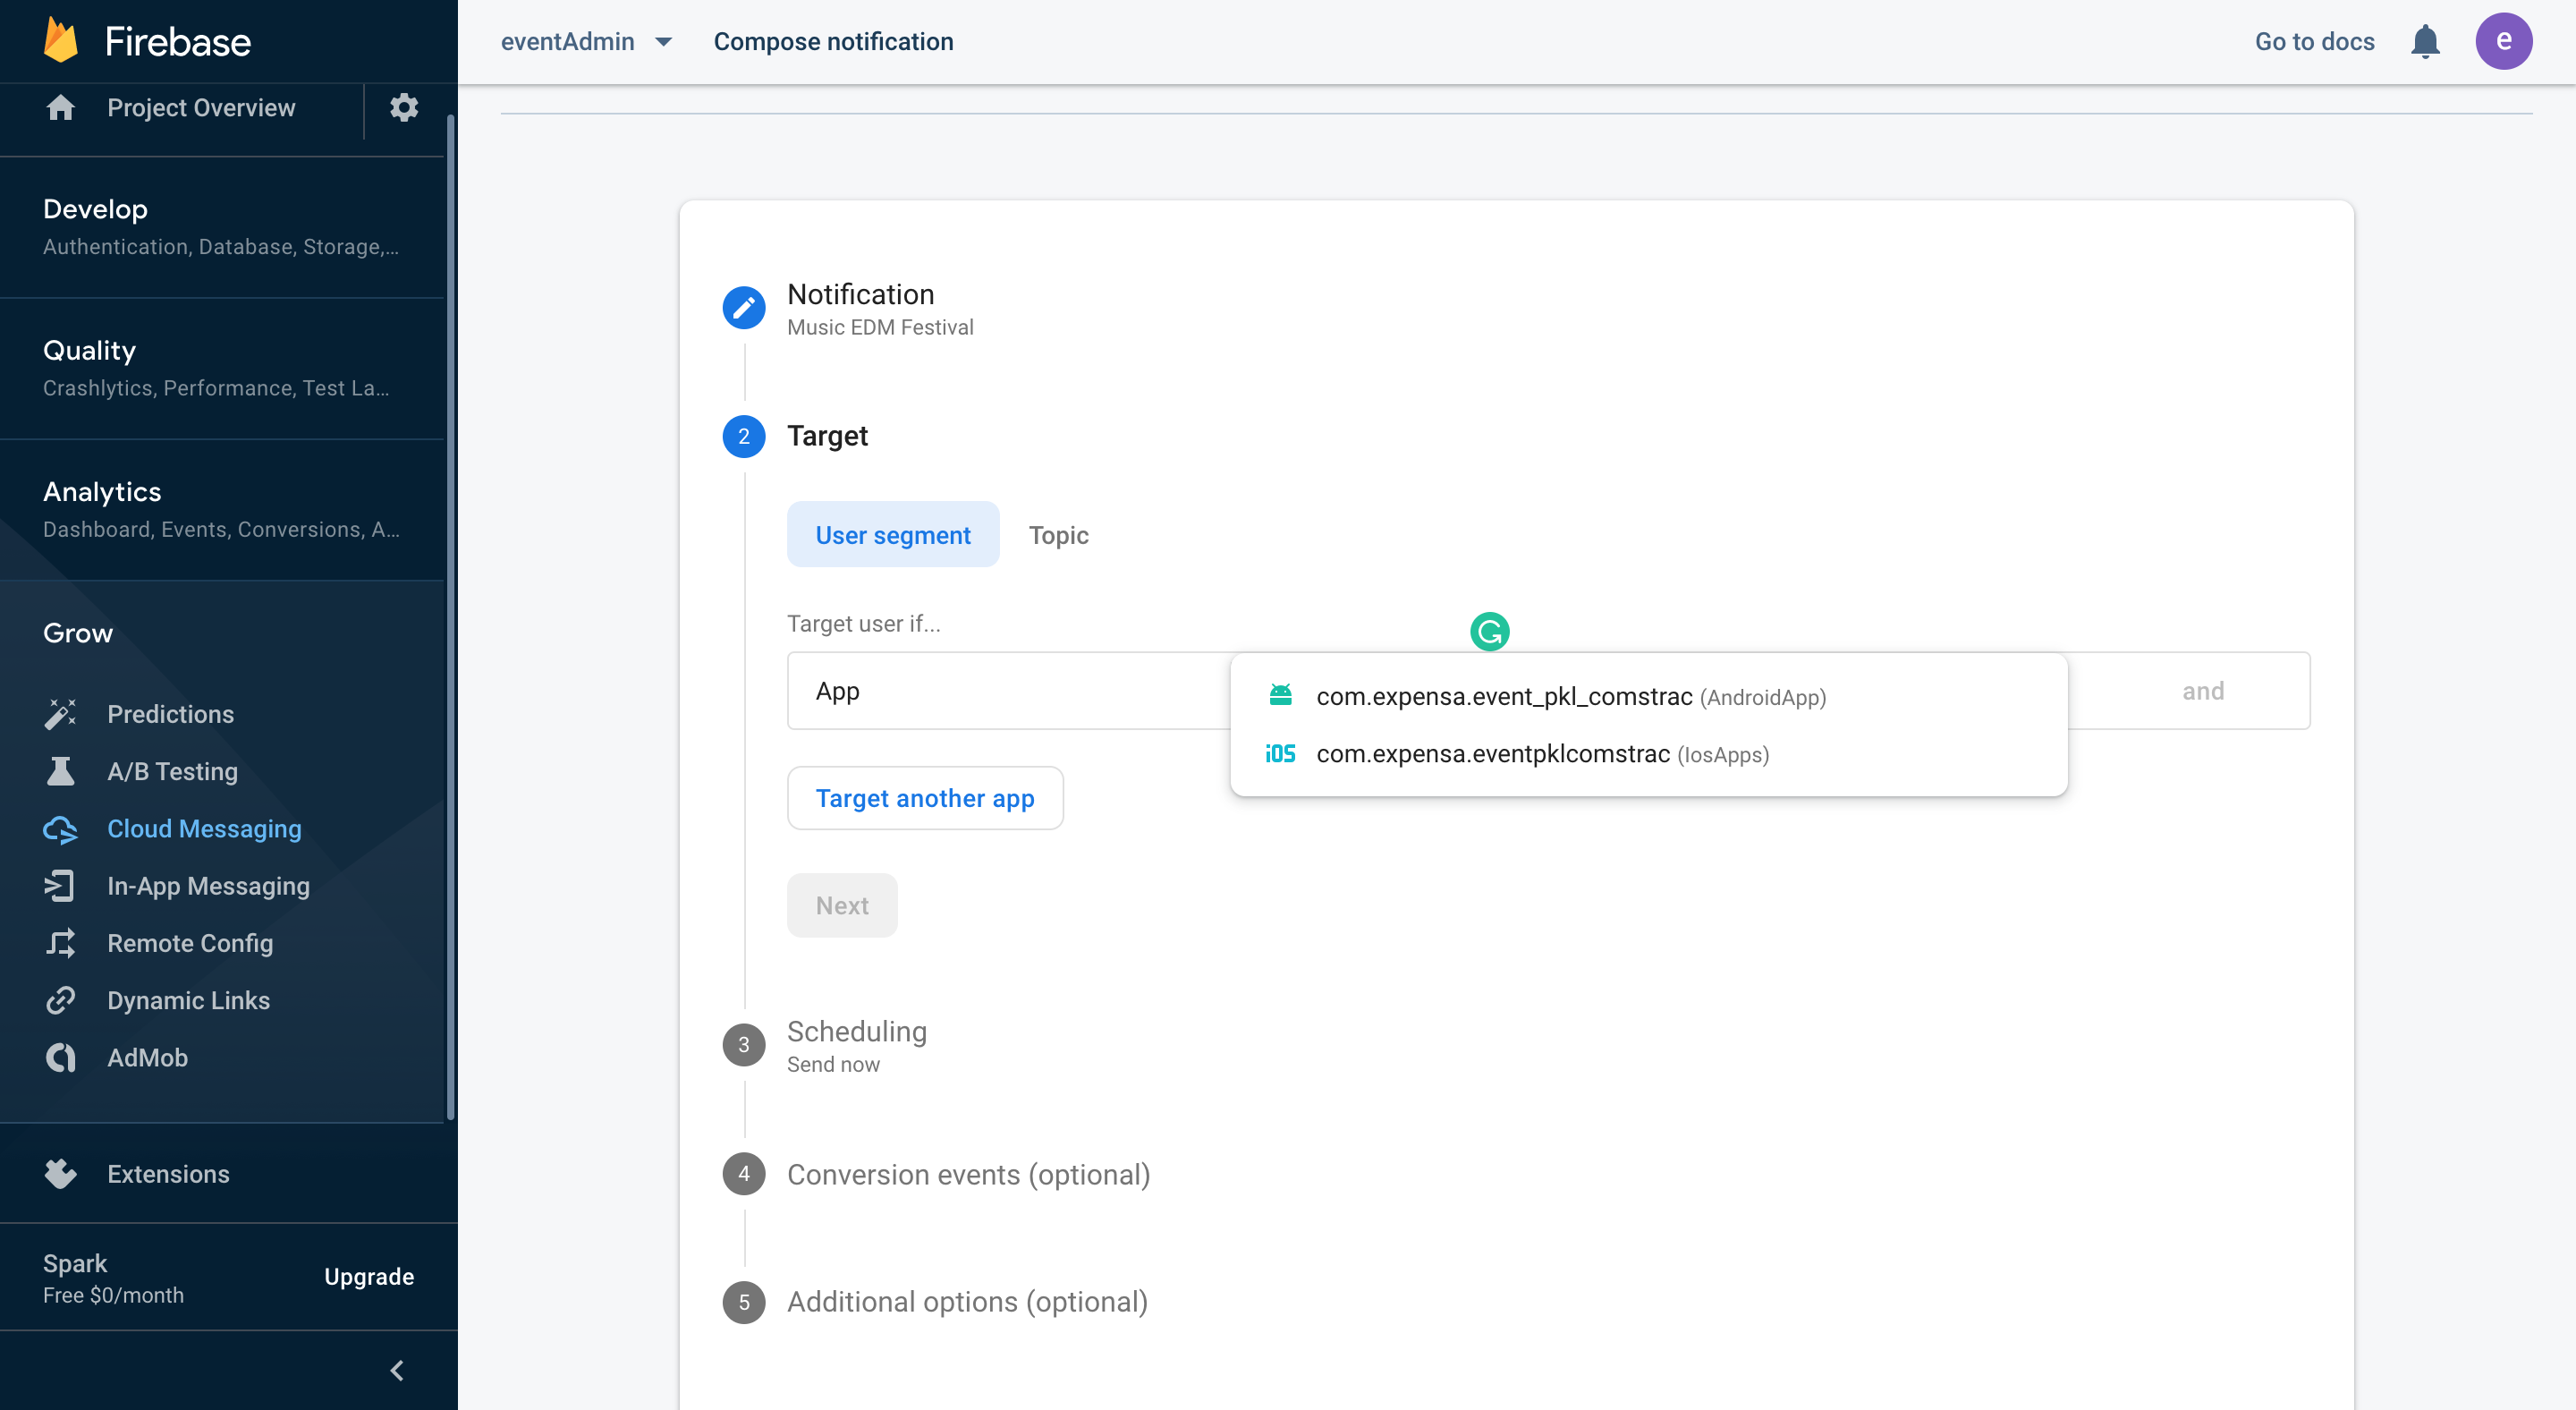 Firebase
eventAdmin
Compose notification
Go to docs
e
Project Overview
Develop
Authentication, Database, Storage,...
Quality
Crashlytics, Performance, Test La...
Analytics
Dashboard, Events, Conversions, A...
Grow
Predictions
A/B Testing
Cloud Messaging
In-App Messaging
Remote Config
Dynamic Links
AdMob
Extensions
Spark
Free $0/month
Upgrade
Notification
Music EDM Festival
2 Target
User segment
Topic
Target user if...
App
com.expensa.event_pkl_comstrac (AndroidApp)
iOS com.expensa.eventpklcomstrac (IosApps)
and
Target another app
Next
3 Scheduling
Send now
4 Conversion events (optional)
5 Additional options (optional)